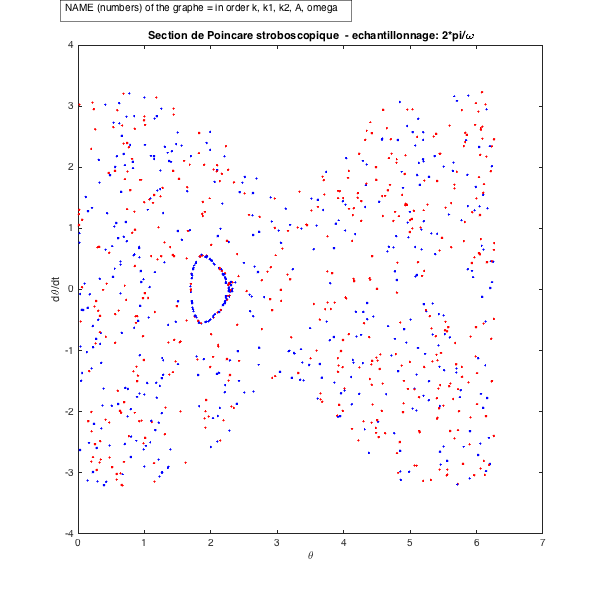 NAME (numbers) of the graphe = in order k, k1, k2, A, omega
Section de Poincare stroboscopique - echantillonnage: 2*pi/ω
4
3
2
1
0
-1
-2
-3
-4
dθ/dt
0 1 2 3 4 5 6 7
θ